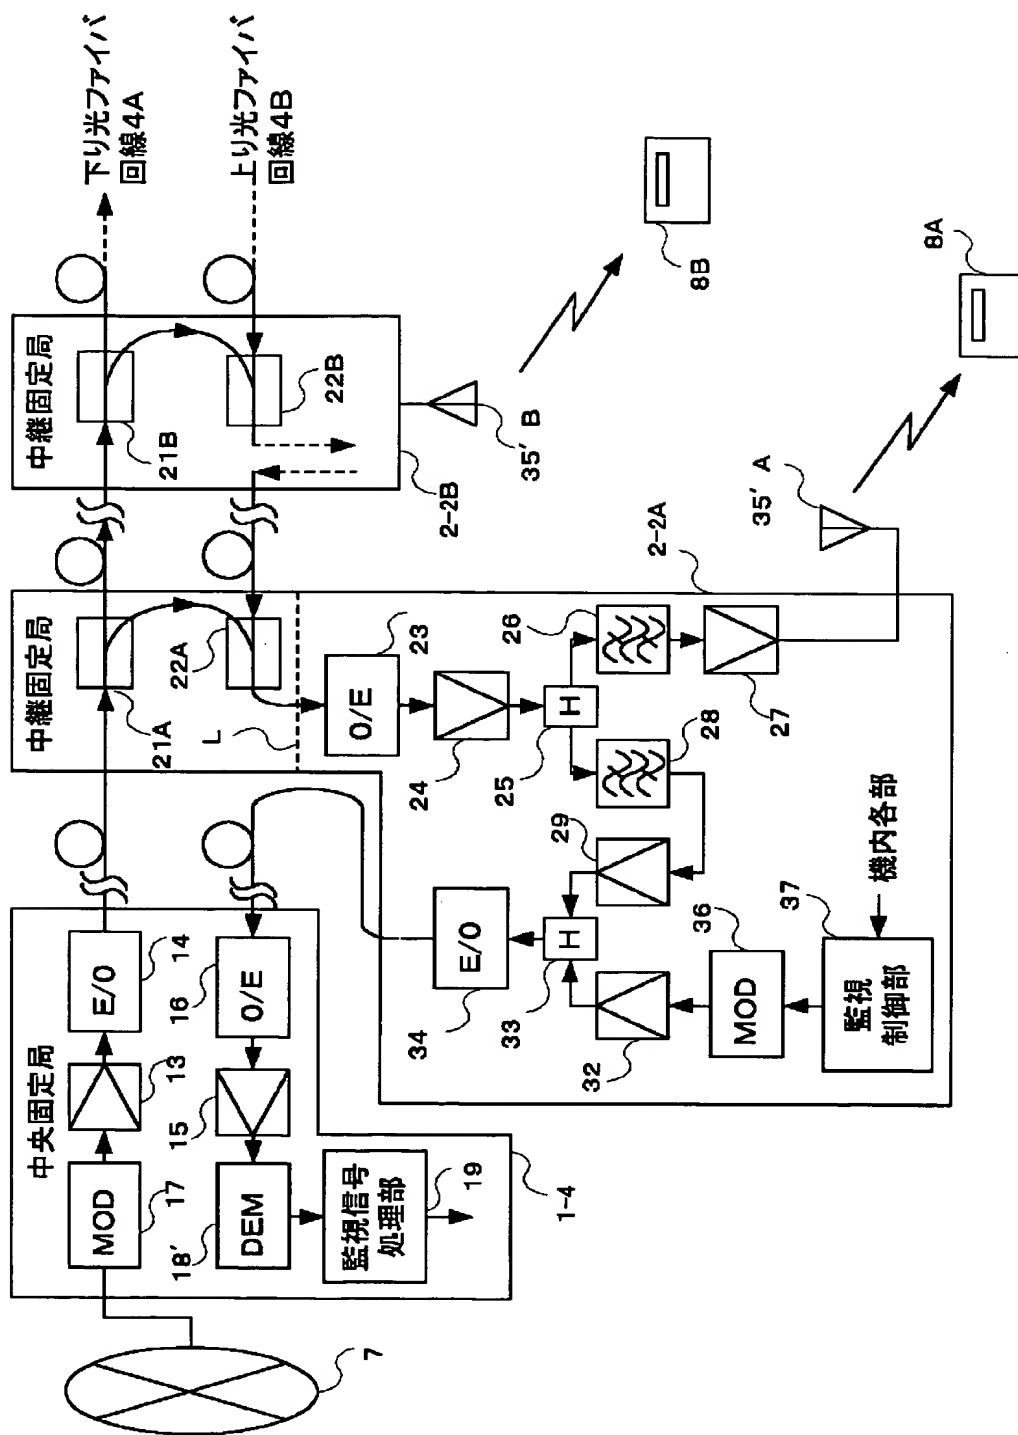 中央固定局
MOD
17
13
E/O
14
18'
DEM
15
16
O/E
監視信号
処理部
19
1-4
7
中継固定局
21A
22A
L
O/E
23
24
H
25
26
27
28
29
H
33
E/O
34
32
MOD
36
監視
制御部
37
機内各部
2-2A
35' A
8A
中継固定局
21B
22B
2-2B
35' B
8B
下り光ファイバ
回線4A
上り光ファイバ
回線4B